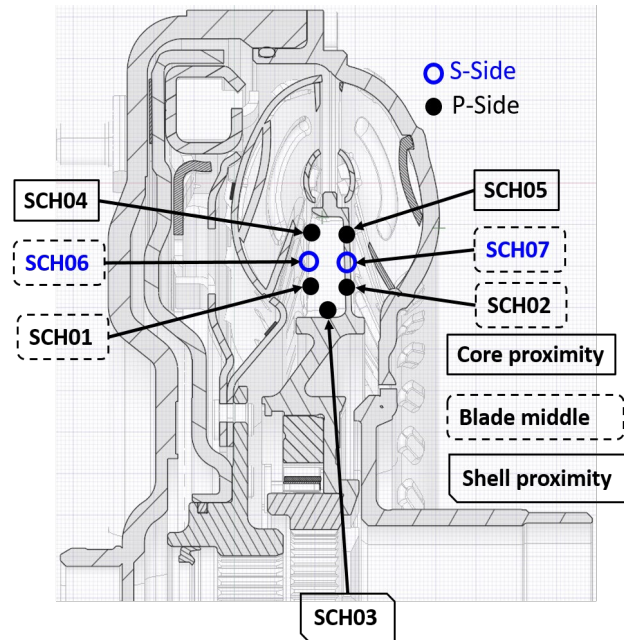 S-Side
P-Side
SCH04
SCH05
SCH06
SCH07
SCH01
SCH02
Core proximity
Blade middle
Shell proximity
SCH03